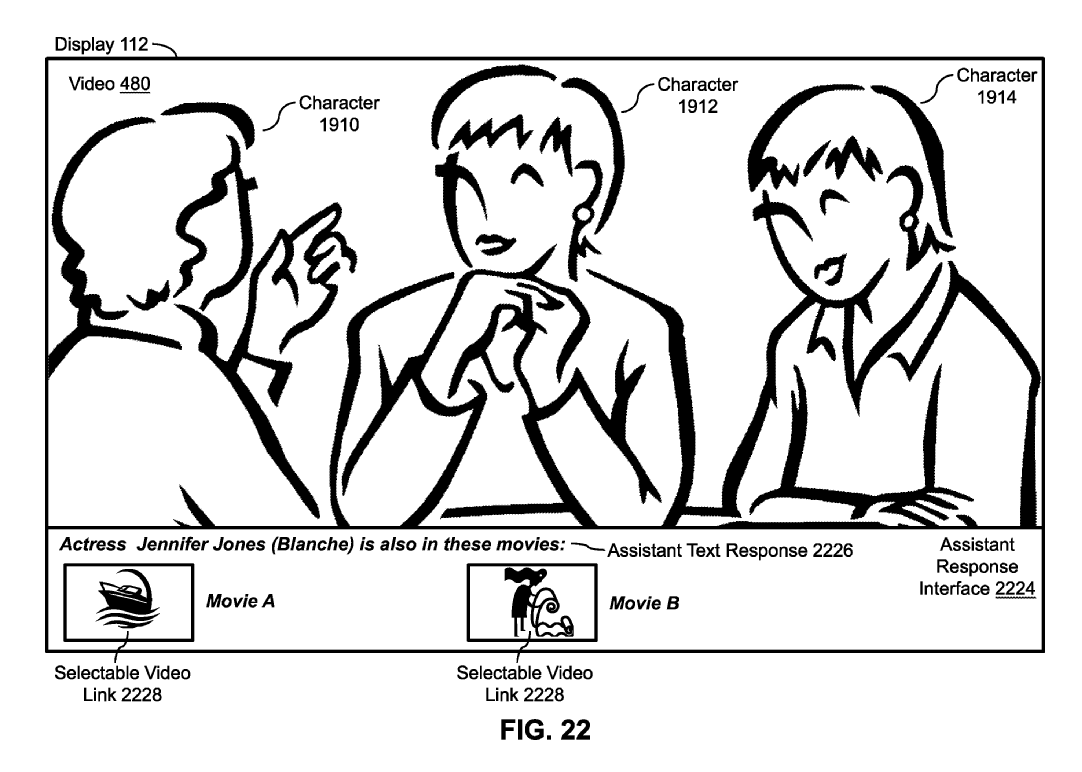 Display 112
Video 480
Character
1910
Character
1912
Character
1914
Actress Jennifer Jones (Blanche) is also in these movies:
Assistant Text Response 2226
Assistant
Response
Interface 2224
Movie A
Movie B
Selectable Video
Link 2228
Selectable Video
Link 2228
FIG. 22